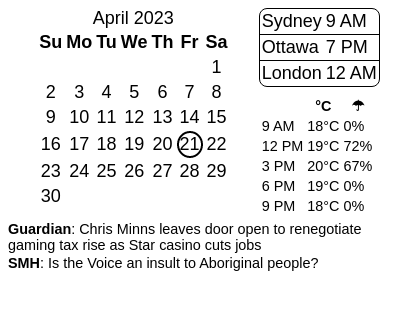 April 2023
Su Mo Tu We Th Fr Sa
1
2 3 4 5 6 7 8
9 10 11 12 13 14 15
16 17 18 19 20 21 22
23 24 25 26 27 28 29
30
Sydney 9 AM
Ottawa 7 PM
London 12 AM
°C ☂
9 AM 18°C 0%
12 PM 19°C 72%
3 PM 20°C 67%
6 PM 19°C 0%
9 PM 18°C 0%
Guardian: Chris Minns leaves door open to renegotiate
gaming tax rise as Star casino cuts jobs
SMH: Is the Voice an insult to Aboriginal people?